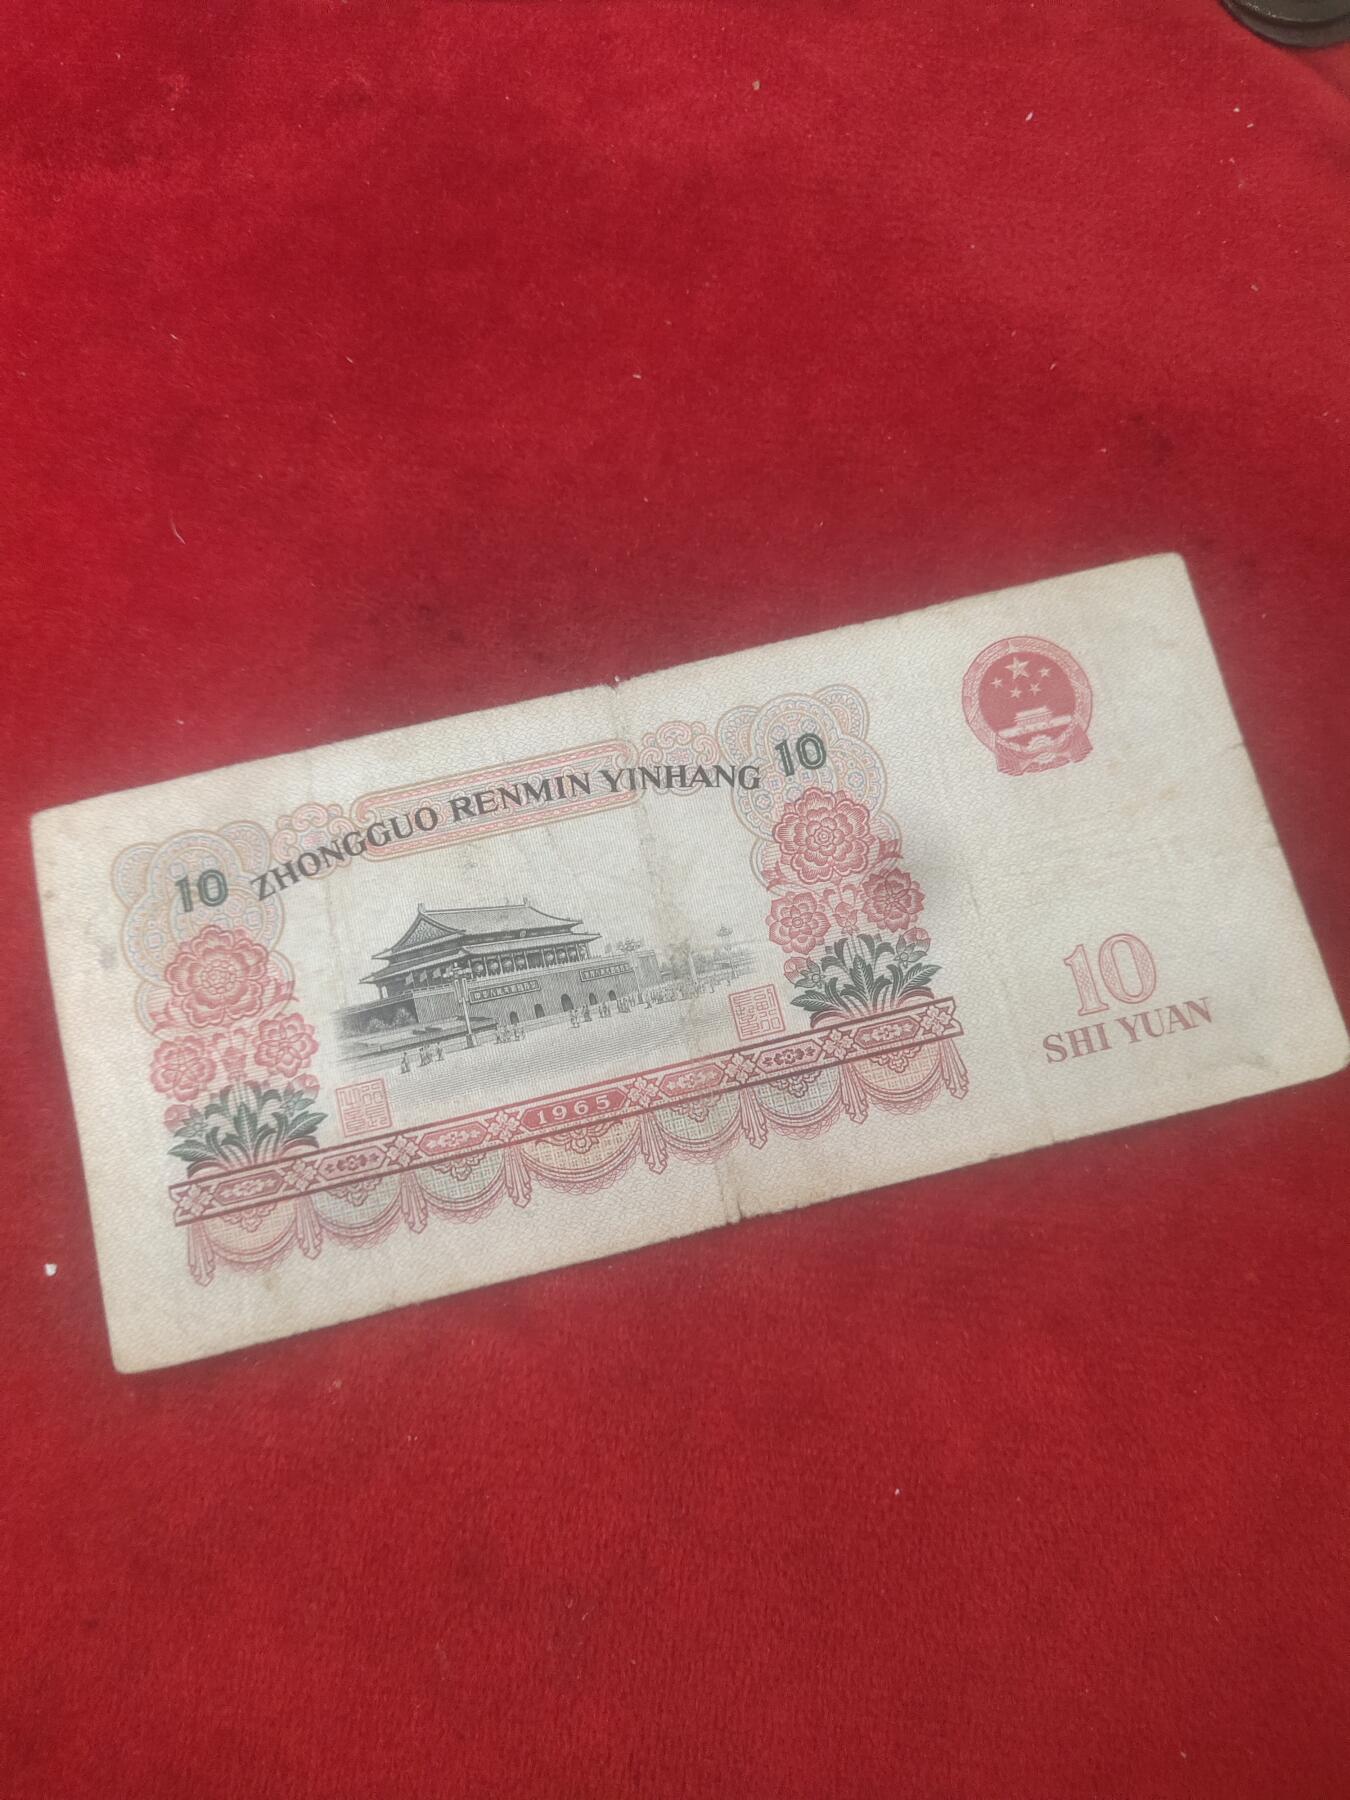 10 ZHONGGUO RENMIN YINHANG 10
1965
10
SHI YUAN